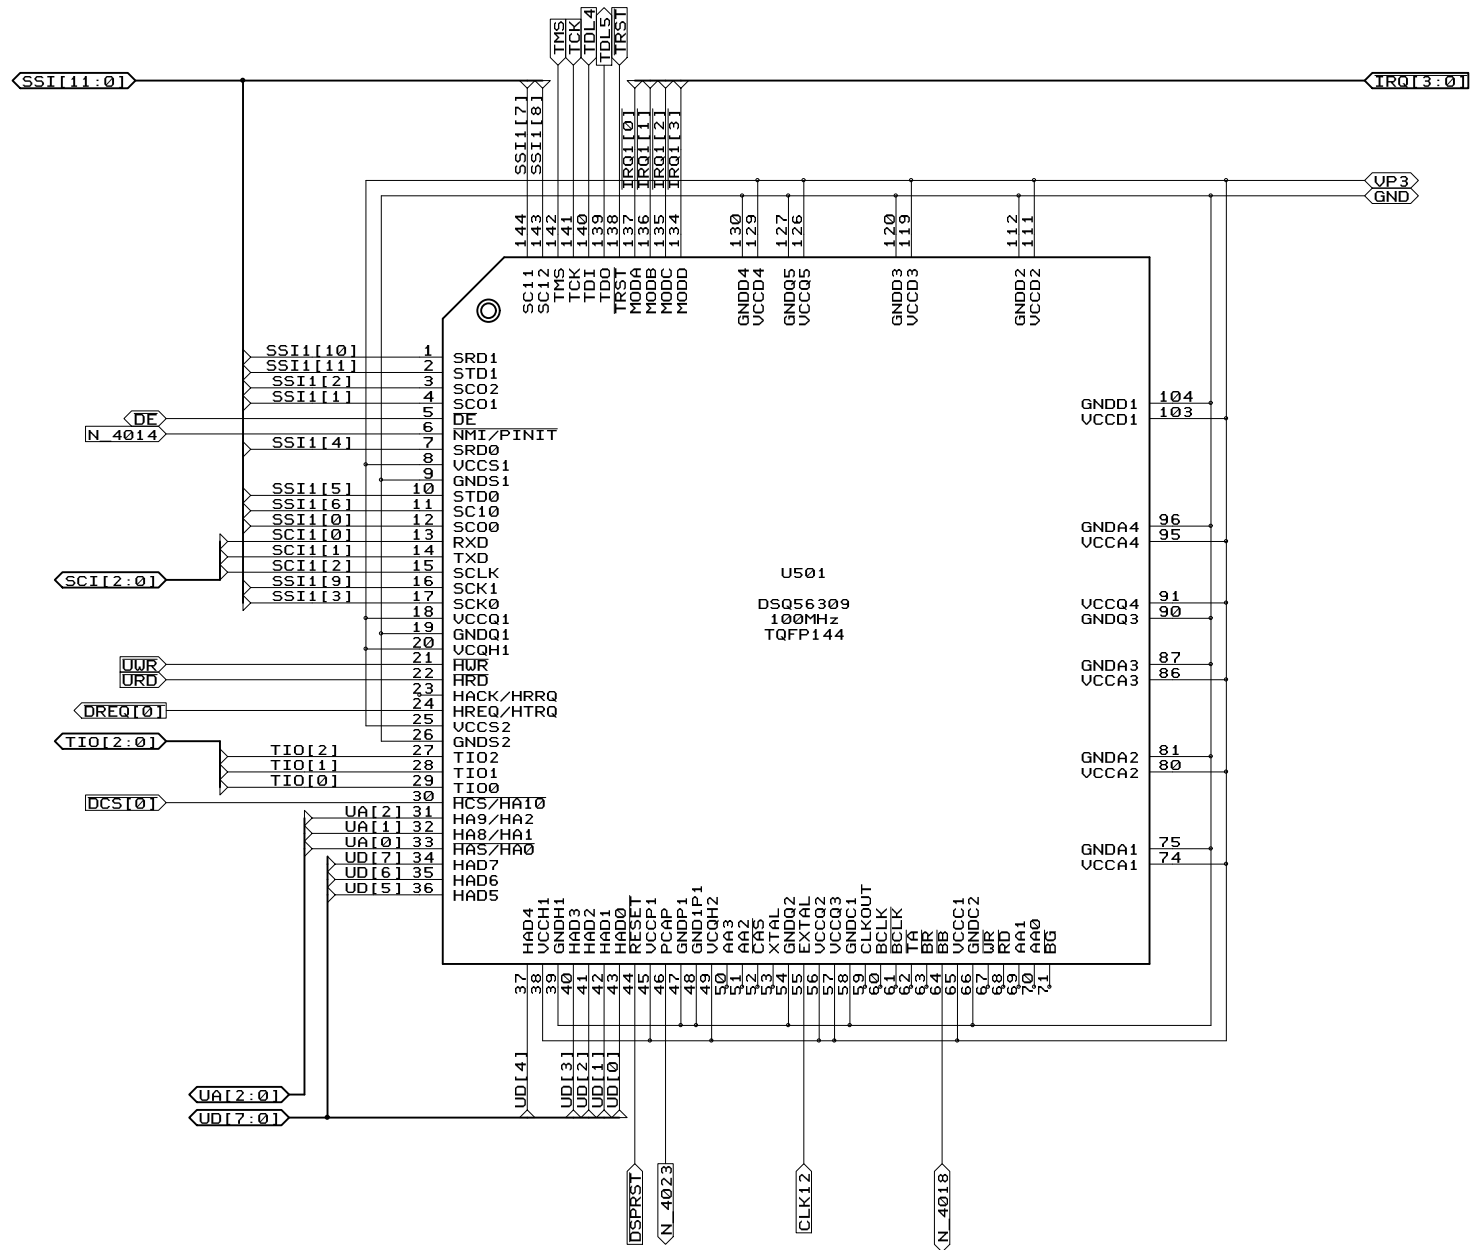 TMS
TCK
TDL4
TDL5
TRST
SSI[11:0]
IRQ[3:0]
SSI1[7]
SSI1[8]
IRQ1[0]
IRQ1[1]
IRQ1[2]
IRQ1[3]
VP3
GND
144
143
142
141
140
139
138
137
136
135
134
130
129
127
126
120
119
112
111
SC11
SC12
TMS
TCK
TDI
TDO
TRST
MODA
MODB
MODC
MODD
GNDD4
VCCD4
GNDQ5
VCCQ5
GNDD3
VCCD3
GNDD2
VCCD2
SSI1[10] 1 SRD1
SSI1[11] 2 STD1
SSI1[2] 3 SCO2
SSI1[1] 4 SCO1
DE 5 DE
N_4014 6 NMI/PINIT
SSI1[4] 7 SRD0
8 VCCS1
9 GNDS1
SSI1[5] 10 STD0
SSI1[6] 11 SC10
SSI1[0] 12 SCO0
SCI1[0] 13 RXD
SCI1[1] 14 TXD
SCI[2:0]
SCI1[2] 15 SCLK
SSI1[9] 16 SCK1
SSI1[3] 17 SCK0
18 VCCQ1
19 GNDQ1
20 VCQH1
UWR 21 HWR
URD 22 HRD
23 HACK/HRRQ
DREQ[0] 24 HREQ/HTRQ
25 VCCS2
26 GNDS2
TIO[2:0]
TIO[2] 27 TIO2
TIO[1] 28 TIO1
TIO[0] 29 TIO0
DCS[0] 30 HCS/HA10
UA[2] 31 HA9/HA2
UA[1] 32 HA8/HA1
UA[0] 33 HAS/HA0
UD[7] 34 HAD7
UD[6] 35 HAD6
UD[5] 36 HAD5
U501
DSQ56309
100MHz
TQFP144
GNDD1 104
VCCD1 103
GNDA4 96
VCCA4 95
VCCQ4 91
GNDQ3 90
GNDA3 87
VCCA3 86
GNDA2 81
VCCA2 80
GNDA1 75
VCCA1 74
HAD4
VCCH1
GNDH1
HAD3
HAD2
HAD1
HAD0
RESET
VCCP1
PCAP
GNDP1
GND1P1
VCQH2
AA3
AA2
CAS
XTAL
GNDQ2
EXTAL
VCCQ2
VCCQ3
GNDC1
CLKOUT
BCLK
BCLK
TA
BR
BB
VCCC1
GNDC2
WR
RD
AA1
AA0
BG
37
38
39
40
41
42
43
44
45
46
47
48
49
50
51
52
53
54
55
56
57
58
59
60
61
62
63
64
65
66
67
68
69
70
71
UD[4]
UD[3]
UD[2]
UD[1]
UD[0]
UA[2:0]
UD[7:0]
DSPRST
N_4023
CLK12
N_4018